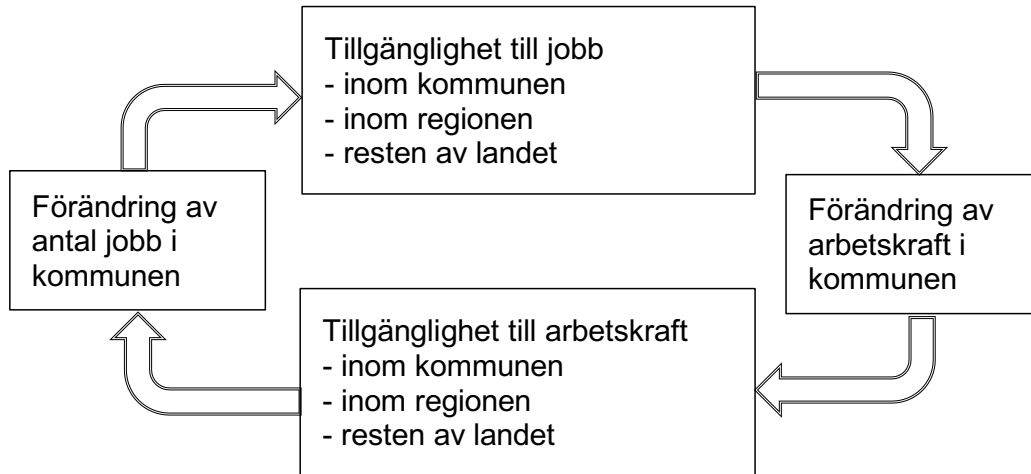 Tillgänglighet till jobb
- inom kommunen
- inom regionen
- resten av landet
Förändring av
antal jobb i
kommunen
Förändring av
arbetskraft i
kommunen
Tillgänglighet till arbetskraft
- inom kommunen
- inom regionen
- resten av landet